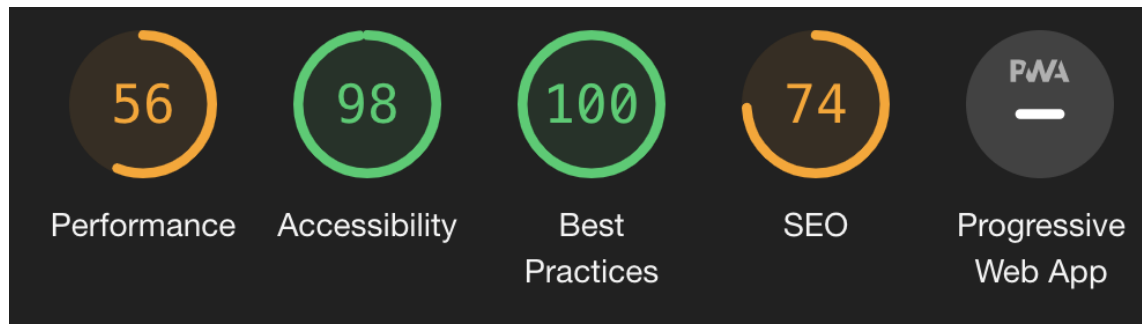 56
98
100
74
PWA
Performance
Accessibility
Best
Practices
SEO
Progressive
Web App